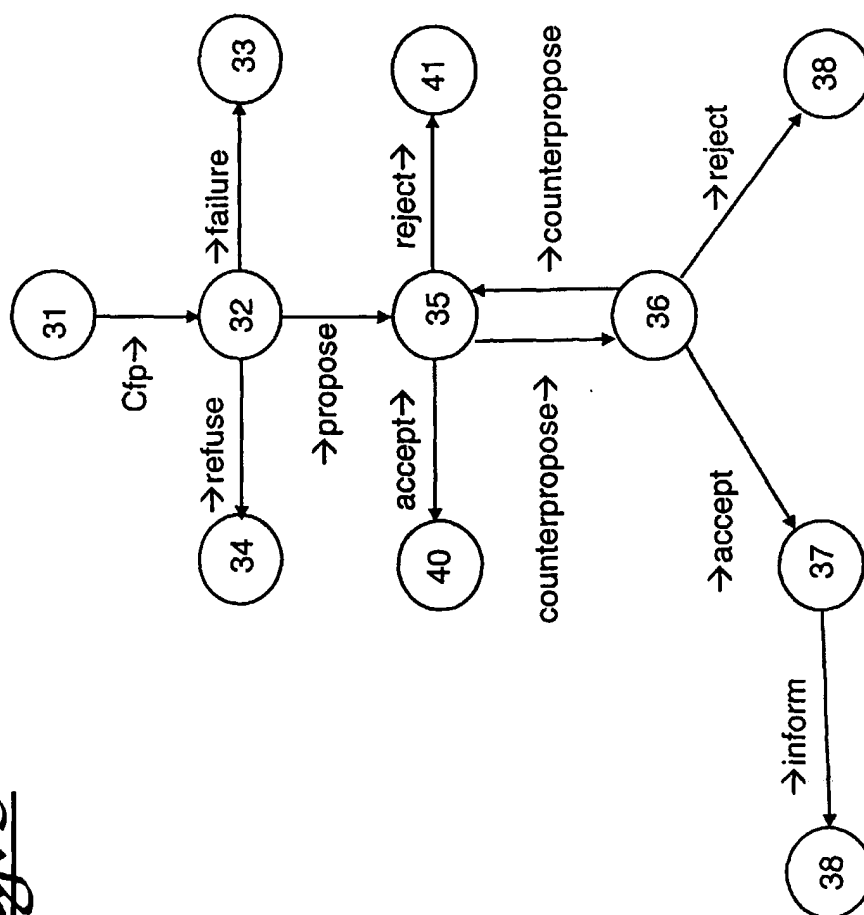 31
Cfp→
→refuse
→failure
34
32
33
→propose
accept→
reject→
40
35
41
counterpropose→
→counterpropose
36
→accept
→reject
→inform
38
37
38